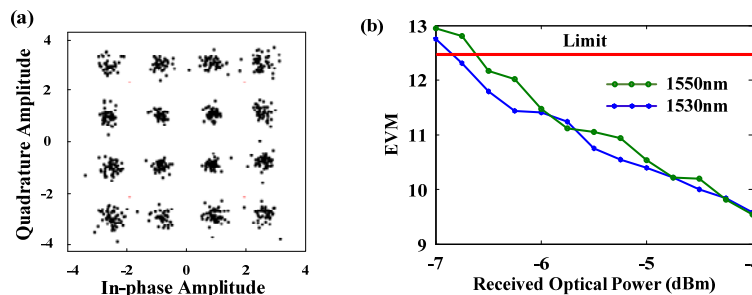 (a)
Quadrature Amplitude
4
2
0
-2
-4
-4 -2 0 2 4
In-phase Amplitude
(b)
EVM
13
12
11
10
9
Limit
1550nm
1530nm
-7 -6 -5
Received Optical Power (dBm)